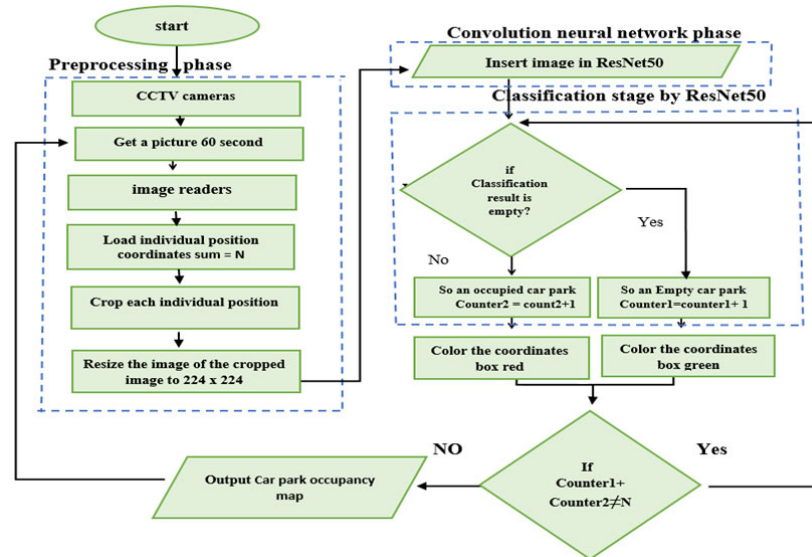 start
Preprocessing phase
CCTV cameras
Get a picture 60 second
image readers
Load individual position
coordinates sum = N
Crop each individual position
Resize the image of the cropped
image to 224 x 224
Convolution neural network phase
Insert image in ResNet50
Classification stage by ResNet50
if
Classification
result is
empty?
Yes
No
So an occupied car park
Counter2 = count2+1
So an Empty car park
Counter1=counter1+ 1
Color the coordinates
box red
Color the coordinates
box green
If
Counter1+
Counter2≠N
NO
Yes
Output Car park occupancy
map